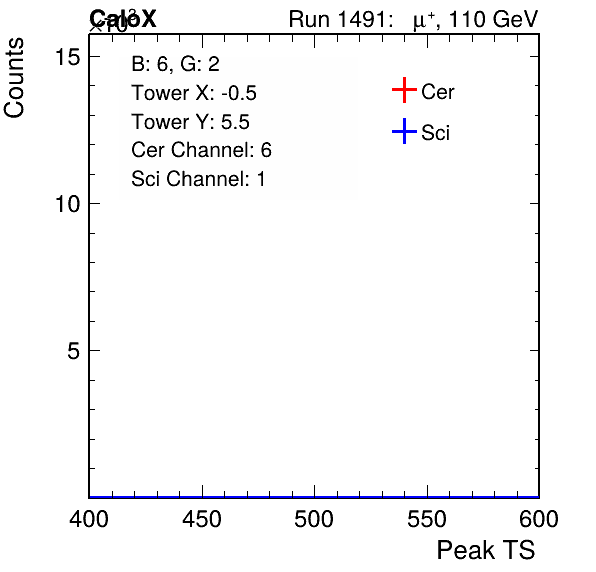 CaloX Run 1491: μ⁺, 110 GeV
×10³
Counts
15
10
5
B: 6, G: 2
Tower X: -0.5
Tower Y: 5.5
Cer Channel: 6
Sci Channel: 1
Cer
Sci
400 450 500 550 600
Peak TS